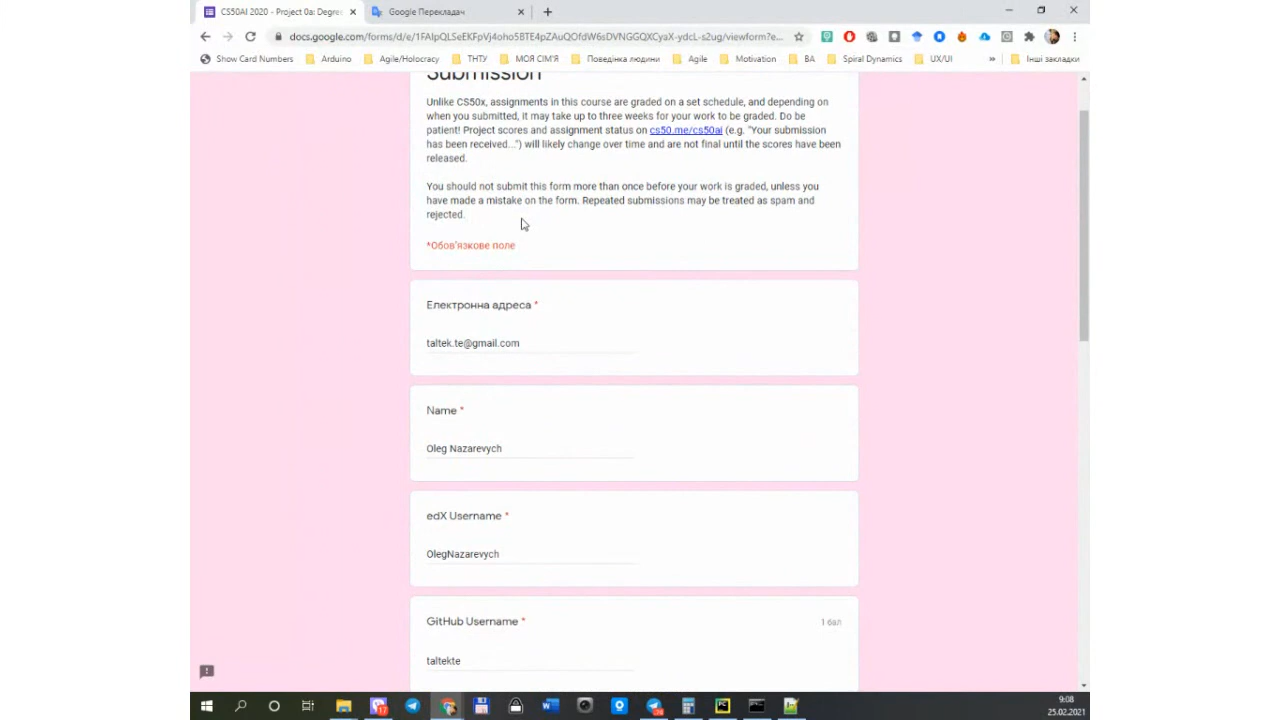 CS50AI 2020 - Project 0a: Degre
Google Перекладач
docs.google.com/forms/d/e/1FAIpQLSeEKFpVj4oho5BTE4pZAuQOfdW6sDVNGGQXCyaX-ydcL-s2ug/viewform?e...
Show Card Numbers
Arduino
Agile/Holocracy
ТНТУ
МОЯ СІМ'Я
Поведінка людини
Agile
Motivation
BA
Spiral Dynamics
UX/UI
»
Інші закладки
Submission
Unlike CS50x, assignments in this course are graded on a set schedule, and depending on
when you submitted, it may take up to three weeks for your work to be graded. Do be
patient! Project scores and assignment status on cs50.me/cs50ai (e.g. "Your submission
has been received...") will likely change over time and are not final until the scores have been
released.
You should not submit this form more than once before your work is graded, unless you
have made a mistake on the form. Repeated submissions may be treated as spam and
rejected.
*Обов'язкове поле
Електронна адреса *
taltek.te@gmail.com
Name *
Oleg Nazarevych
edX Username *
OlegNazarevych
GitHub Username *
1 бал
taltekte
9:08
25.02.2021